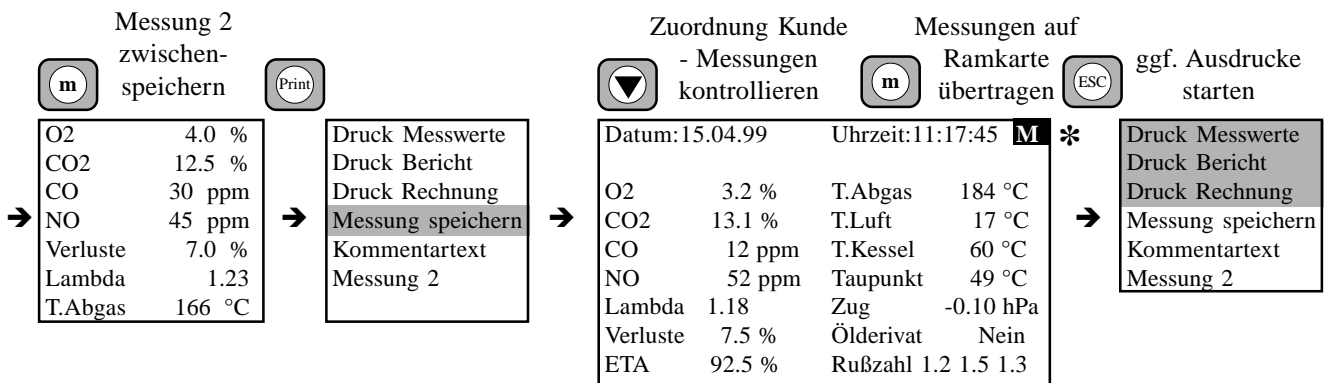 Messung 2
zwischen-
speichern
m
Print
O2 4.0 %
CO2 12.5 %
CO 30 ppm
NO 45 ppm
Verluste 7.0 %
Lambda 1.23
T.Abgas 166 °C
Druck Messwerte
Druck Bericht
Druck Rechnung
Messung speichern
Kommentartext
Messung 2
Zuordnung Kunde
- Messungen
kontrollieren
Messungen auf
Ramkarte
übertragen
m
ESC
ggf. Ausdrucke
starten
Datum:15.04.99 Uhrzeit:11:17:45 M *
O2 3.2 % T.Abgas 184 °C
CO2 13.1 % T.Luft 17 °C
CO 12 ppm T.Kessel 60 °C
NO 52 ppm Taupunkt 49 °C
Lambda 1.18 Zug -0.10 hPa
Verluste 7.5 % Ölderivat Nein
ETA 92.5 % Rußzahl 1.2 1.5 1.3
Druck Messwerte
Druck Bericht
Druck Rechnung
Messung speichern
Kommentartext
Messung 2